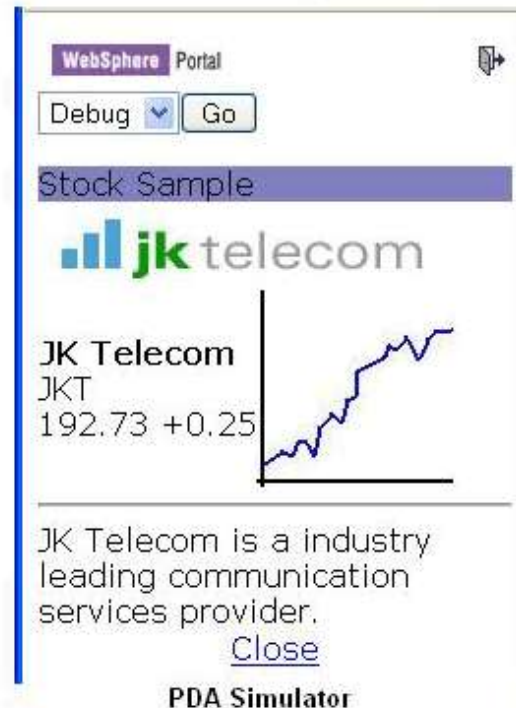 WebSphere Portal
Debug Go
Stock Sample
jk telecom
JK Telecom
JKT
192.73 +0.25
JK Telecom is a industry
leading communication
services provider.
Close
PDA Simulator